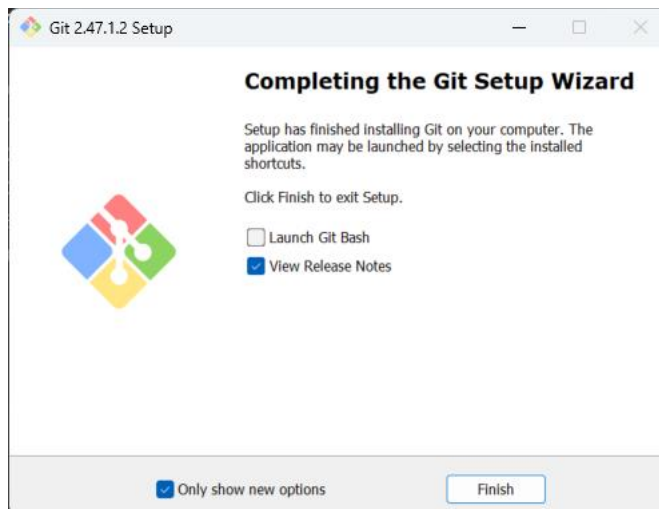 Git 2.47.1.2 Setup
Completing the Git Setup Wizard
Setup has finished installing Git on your computer. The
application may be launched by selecting the installed
shortcuts.
Click Finish to exit Setup.
Launch Git Bash
View Release Notes
Only show new options
Finish